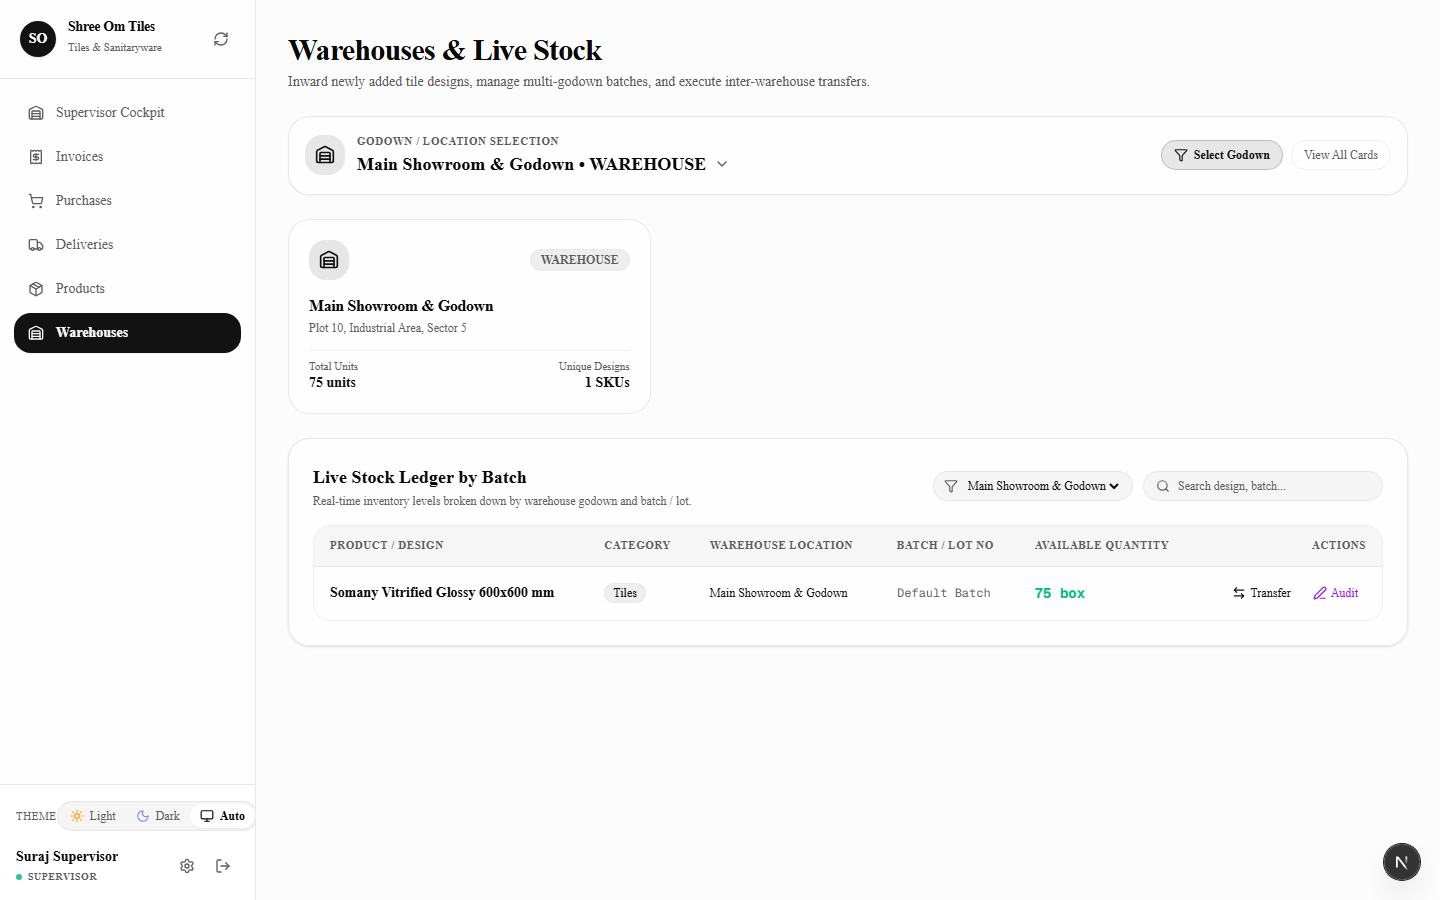 SO
Shree Om Tiles
Tiles & Sanitaryware
Supervisor Cockpit
Invoices
Purchases
Deliveries
Products
Warehouses
THEME Light Dark Auto
Suraj Supervisor
SUPERVISOR
Warehouses & Live Stock
Inward newly added tile designs, manage multi-godown batches, and execute inter-warehouse transfers.
GODOWN / LOCATION SELECTION
Main Showroom & Godown • WAREHOUSE
Select Godown View All Cards
WAREHOUSE
Main Showroom & Godown
Plot 10, Industrial Area, Sector 5
Total Units Unique Designs
75 units 1 SKUs
Live Stock Ledger by Batch
Real-time inventory levels broken down by warehouse godown and batch / lot.
Main Showroom & Godown Search design, batch...
PRODUCT / DESIGN CATEGORY WAREHOUSE LOCATION BATCH / LOT NO AVAILABLE QUANTITY ACTIONS
Somany Vitrified Glossy 600x600 mm Tiles Main Showroom & Godown Default Batch 75 box Transfer Audit
N